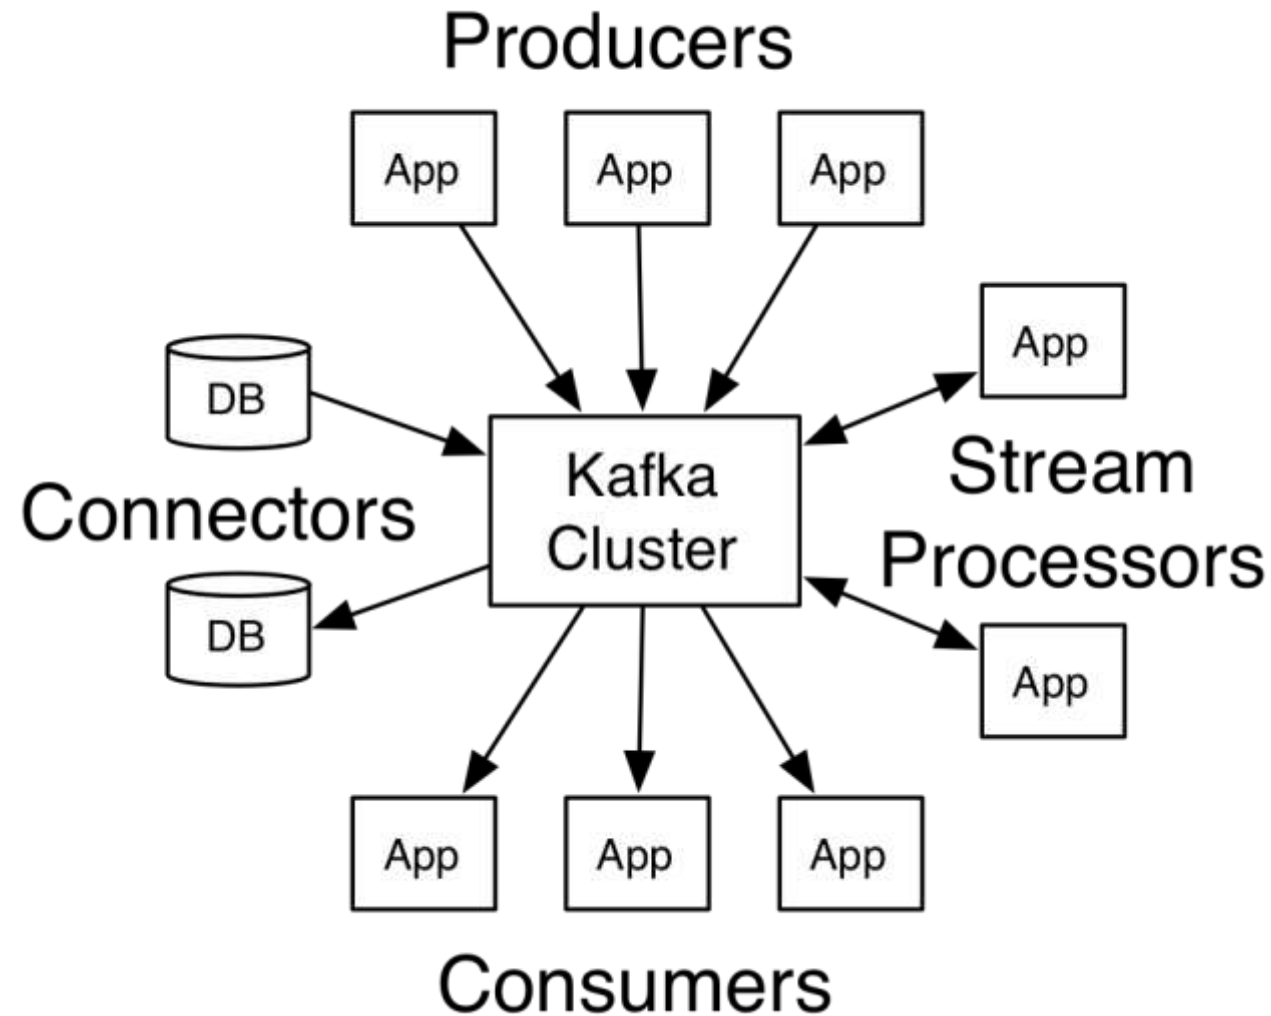 Producers
App
App
App
App
DB
Kafka
Cluster
Stream
Processors
Connectors
DB
App
App
App
App
Consumers